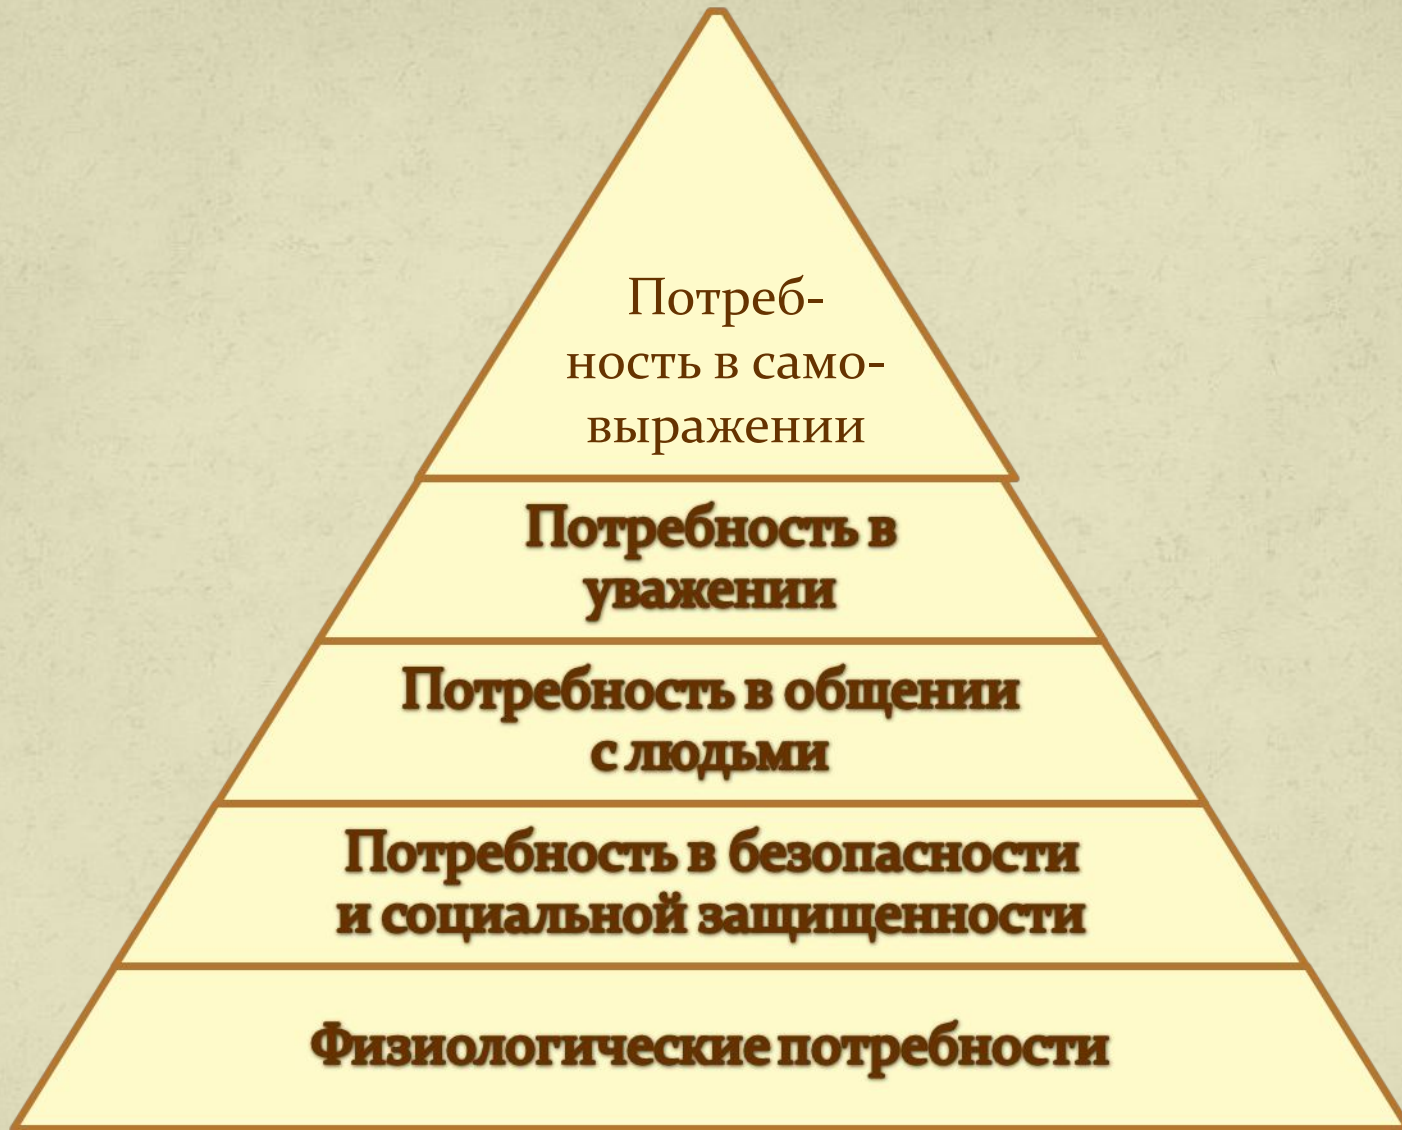 Потреб-
ность в само-
выражении
Потребность в
уважении
Потребность в общении
с людьми
Потребность в безопасности
и социальной защищенности
Физиологические потребности